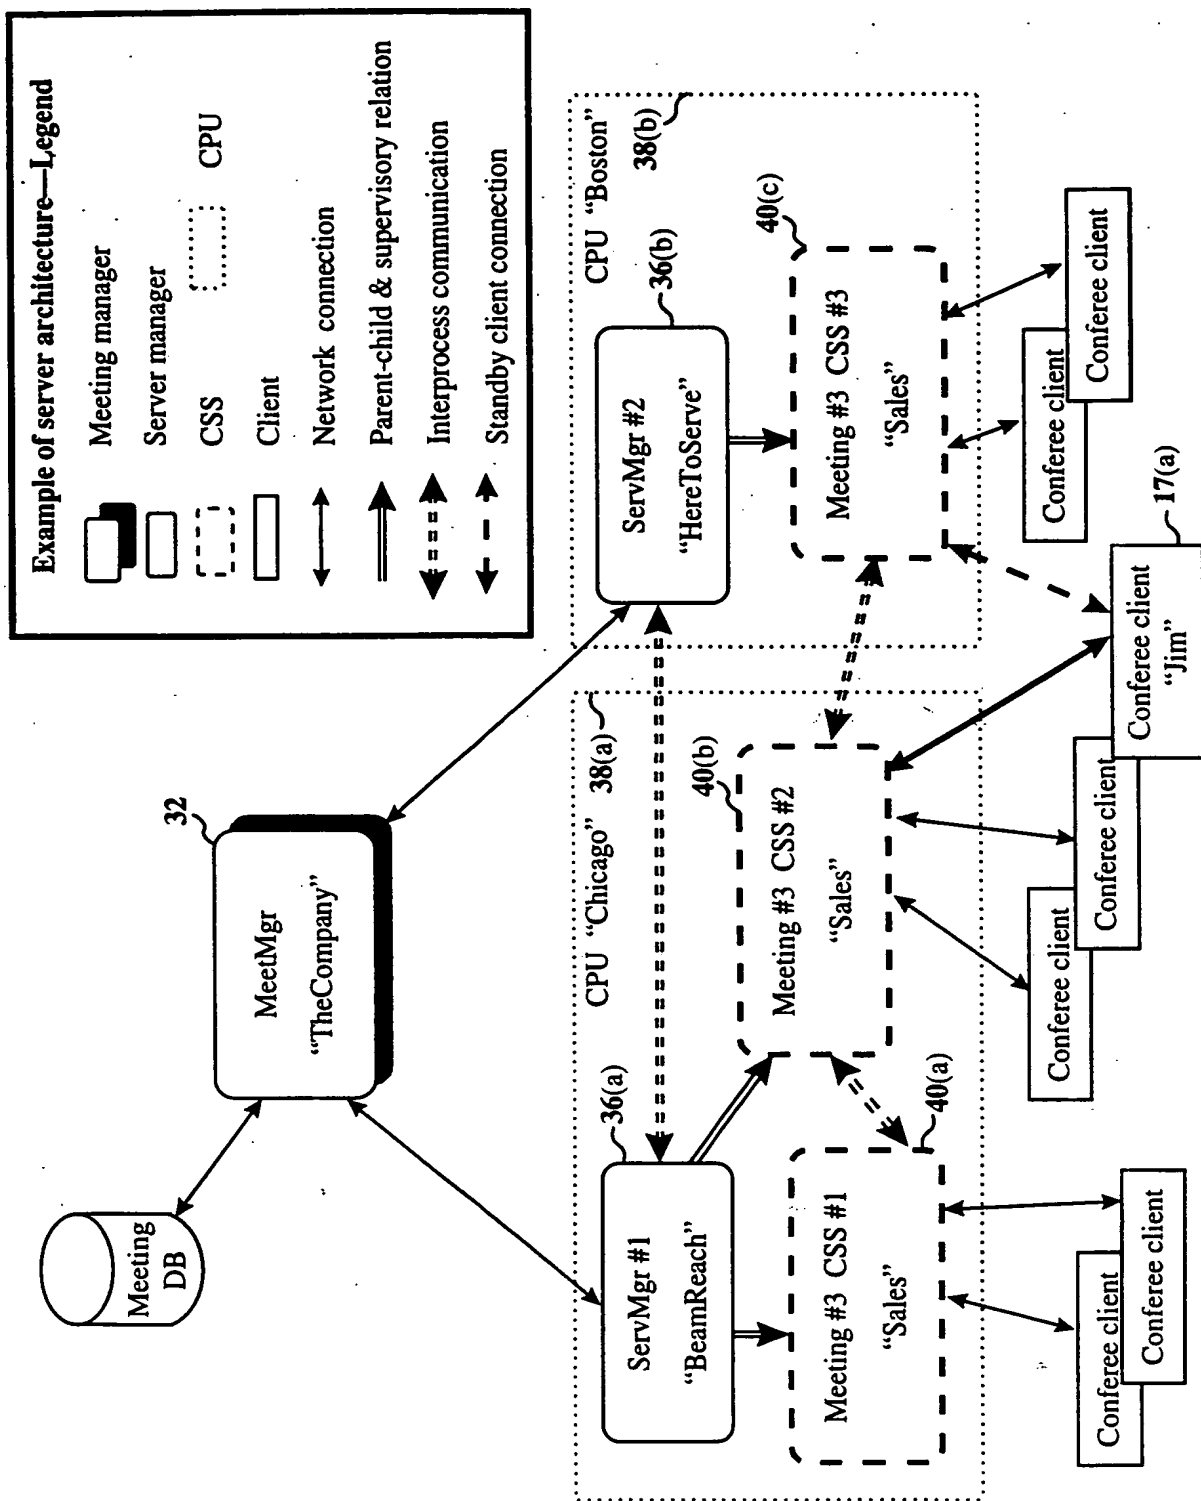 Example of server architecture—Legend
Meeting manager
Server manager
CSS
CPU
Client
Network connection
Parent-child & supervisory relation
Interprocess communication
Standby client connection
Meeting
DB
32
MeetMgr
“TheCompany”
CPU “Chicago”
38(a)
CPU “Boston”
38(b)
36(a)
ServMgr #1
“BeamReach”
36(b)
ServMgr #2
“HereToServe”
40(b)
Meeting #3 CSS #2
“Sales”
40(a)
Meeting #3 CSS #1
“Sales”
40(c)
Meeting #3 CSS #3
“Sales”
Conferee client
Conferee client
Conferee client
Conferee client
Conferee client
“Jim”
17(a)
Conferee client
Conferee client